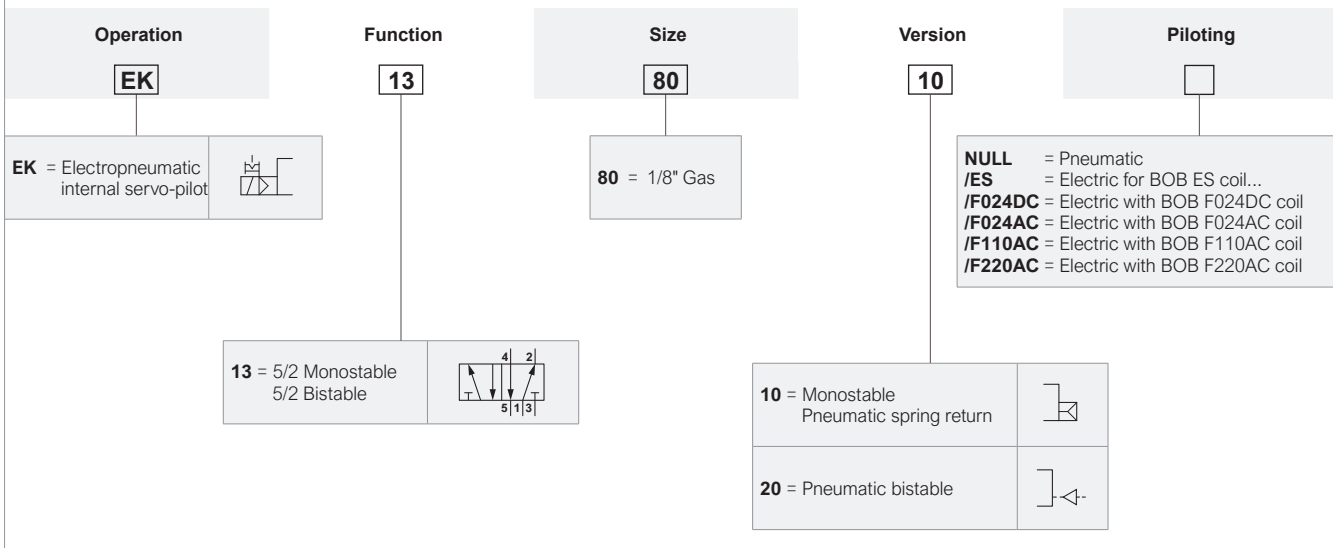 Operation
Function
Size
Version
Piloting
EK
13
80
10
EK = Electropneumatic
internal servo-pilot
80 = 1/8" Gas
NULL = Pneumatic
/ES = Electric for BOB ES coil...
/F024DC = Electric with BOB F024DC coil
/F024AC = Electric with BOB F024AC coil
/F110AC = Electric with BOB F110AC coil
/F220AC = Electric with BOB F220AC coil
13 = 5/2 Monostable
5/2 Bistable
4 2
5 1 3
10 = Monostable
Pneumatic spring return
20 = Pneumatic bistable